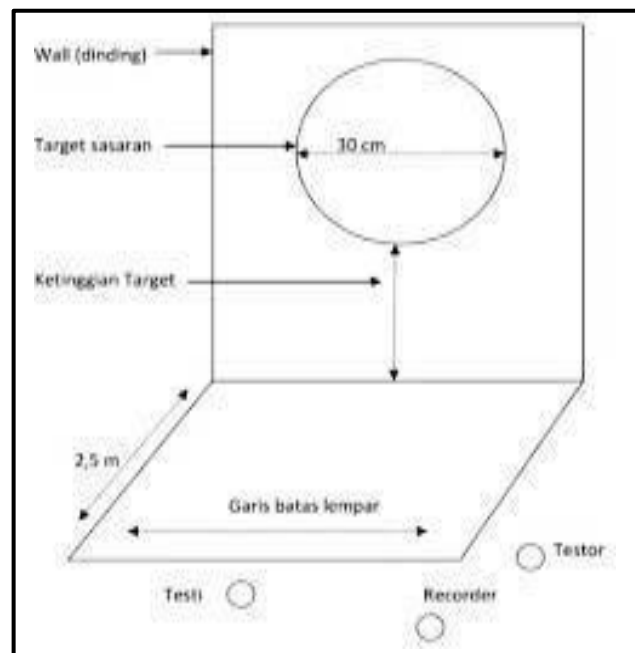 Wall (dinding)
Target sasaran
30 cm
Ketinggian Target
2,5 m
Garis batas lempar
Testor
Testi
Recorder